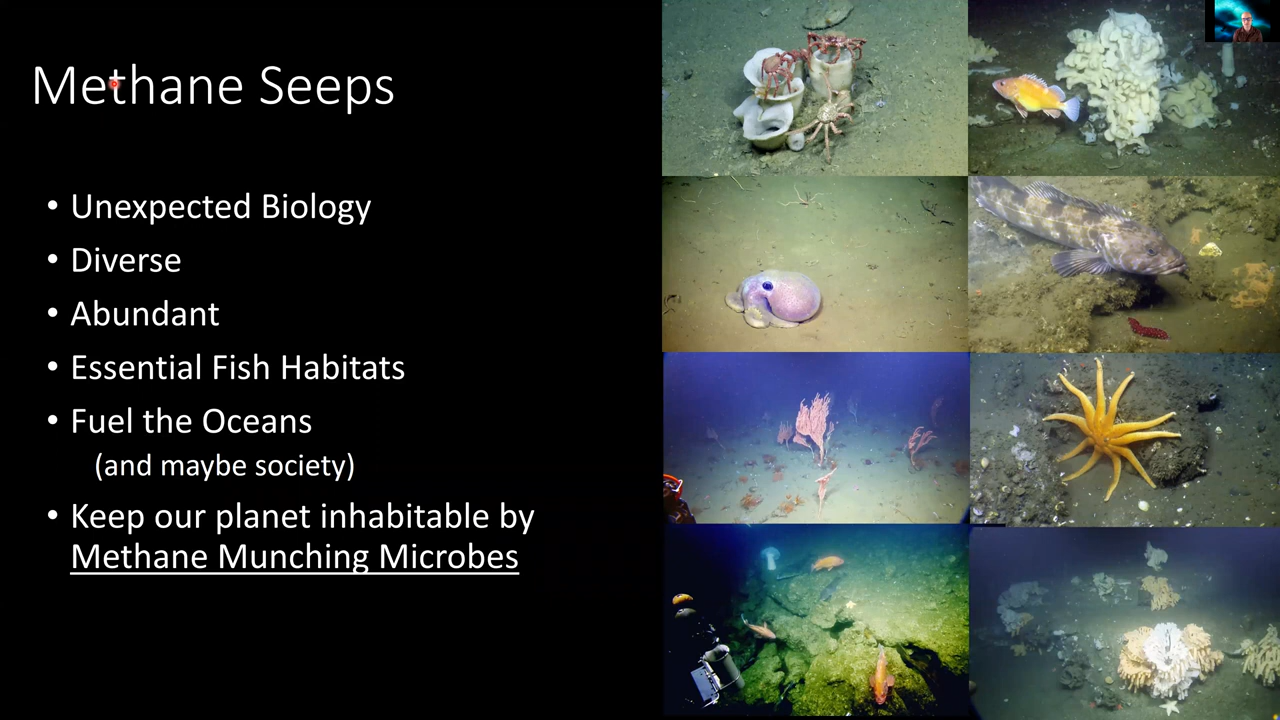 Methane Seeps
• Unexpected Biology
• Diverse
• Abundant
• Essential Fish Habitats
• Fuel the Oceans
(and maybe society)
• Keep our planet inhabitable by
Methane Munching Microbes